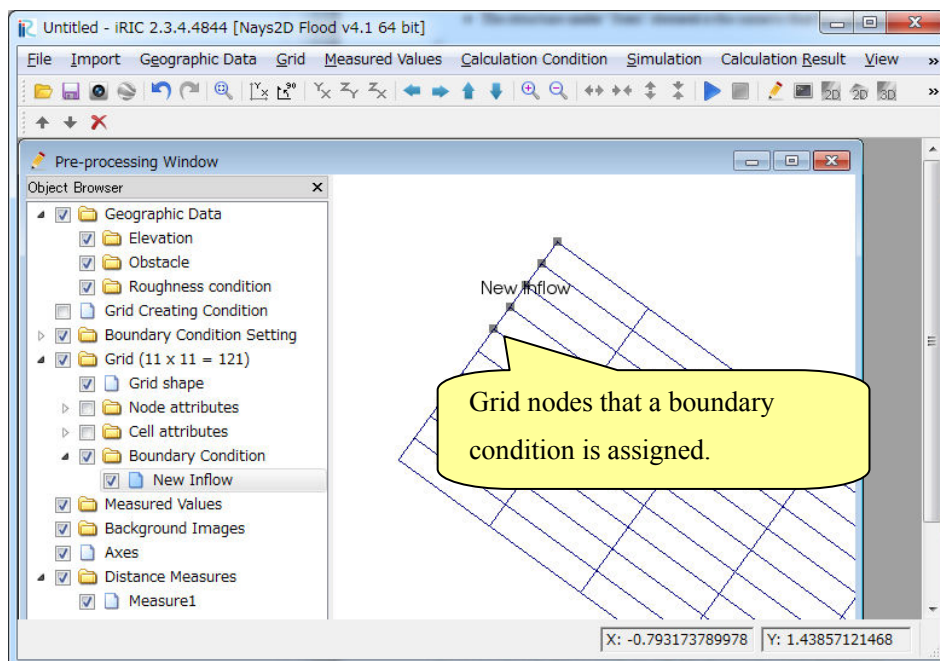 Untitled - iRIC 2.3.4.4844 [Nays2D Flood v4.1 64 bit]
File Import Geographic Data Grid Measured Values Calculation Condition Simulation Calculation Result View »
Pre-processing Window
Object Browser
Geographic Data
Elevation
Obstacle
Roughness condition
Grid Creating Condition
Boundary Condition Setting
Grid (11 x 11 = 121)
Grid shape
Node attributes
Cell attributes
Boundary Condition
New Inflow
Measured Values
Background Images
Axes
Distance Measures
Measure1
New Inflow
Grid nodes that a boundary
condition is assigned.
X: -0.793173789978 Y: 1.43857121468